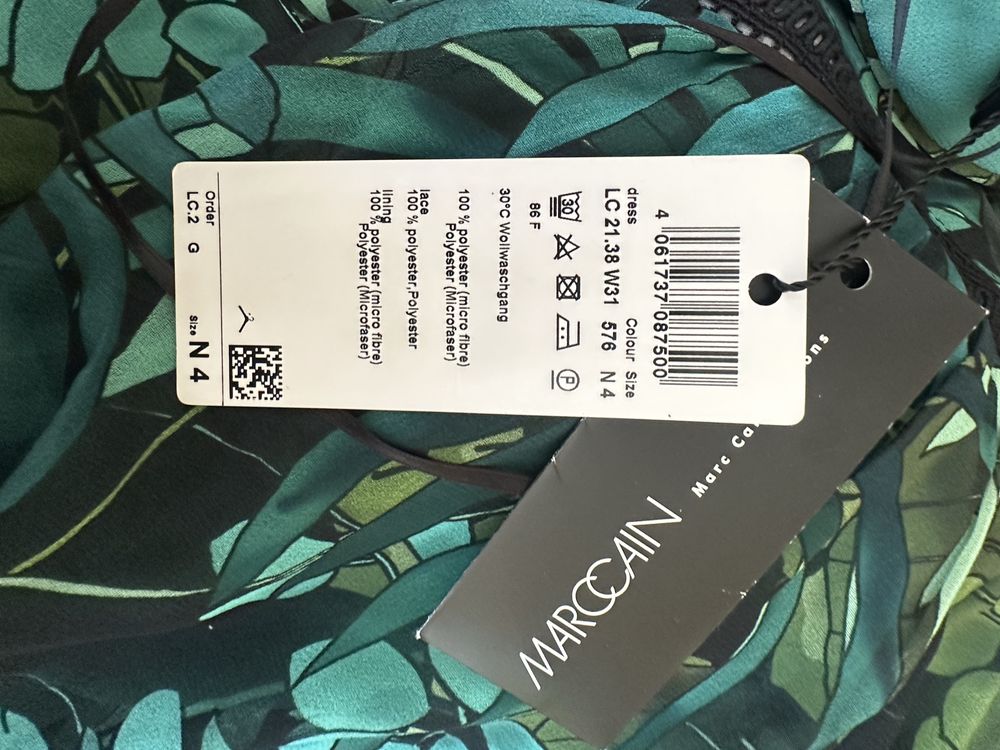 4 061737 087500
dress Colour Size
LC 21.38 W31 576 N 4
30
P
86 F
30°C Wollwaschgang
100 % polyester (micro fibre)
Polyester (Microfaser)
lace
100 % polyester,Polyester
lining
100 % polyester (micro fibre)
Polyester (Microfaser)
Order
LC.2 G
Size N 4
MARCCAIN
Marc Ca
ons